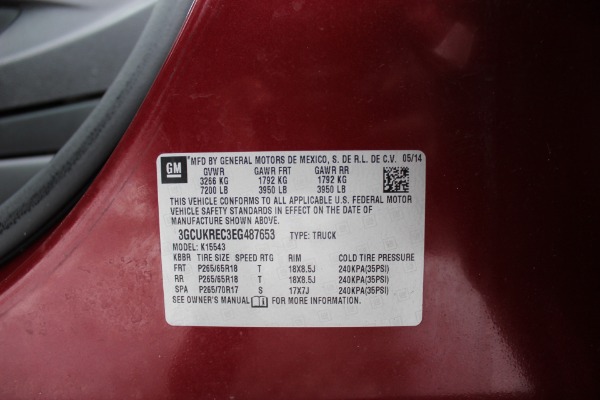 GM
MFD BY GENERAL MOTORS DE MEXICO, S. DE R.L. DE C.V. 05/14
GVWR GAWR FRT GAWR RR
3266 KG 1792 KG 1792 KG
7200 LB 3950 LB 3950 LB
THIS VEHICLE CONFORMS TO ALL APPLICABLE U.S. FEDERAL MOTOR
VEHICLE SAFETY STANDARDS IN EFFECT ON THE DATE OF
MANUFACTURE SHOWN ABOVE.
3GCUKREC3EG487653 TYPE: TRUCK
MODEL: K15543
KBBR TIRE SIZE SPEED RTG RIM COLD TIRE PRESSURE
FRT P265/65R18 T 18X8.5J 240KPA(35PSI)
RR P265/65R18 T 18X8.5J 240KPA(35PSI)
SPA P265/70R17 S 17X7J 240KPA(35PSI)
SEE OWNER'S MANUAL FOR MORE INFORMATION.